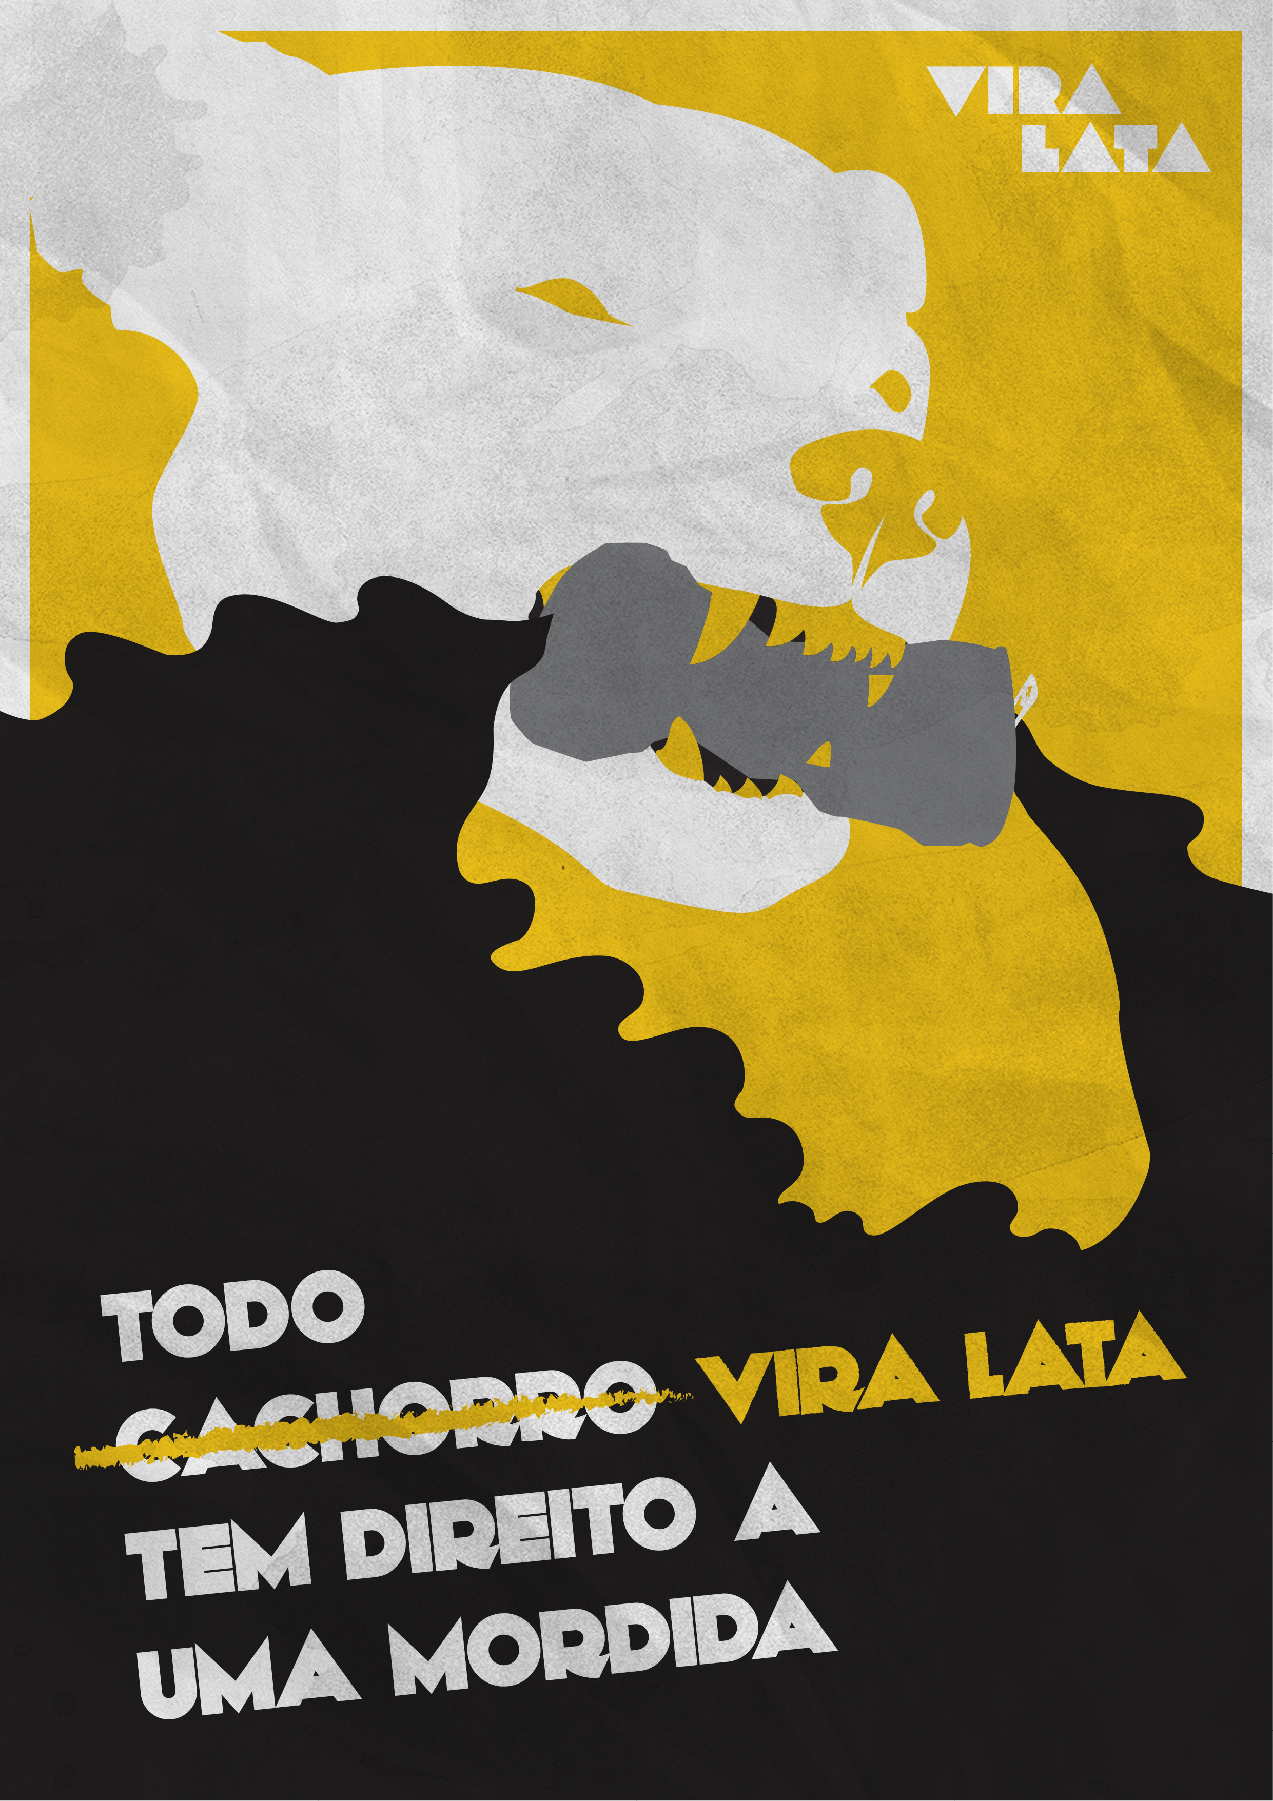 VIRA
LATA
TODO
CACHORRO VIRA LATA
TEM DIREITO A
UMA MORDIDA